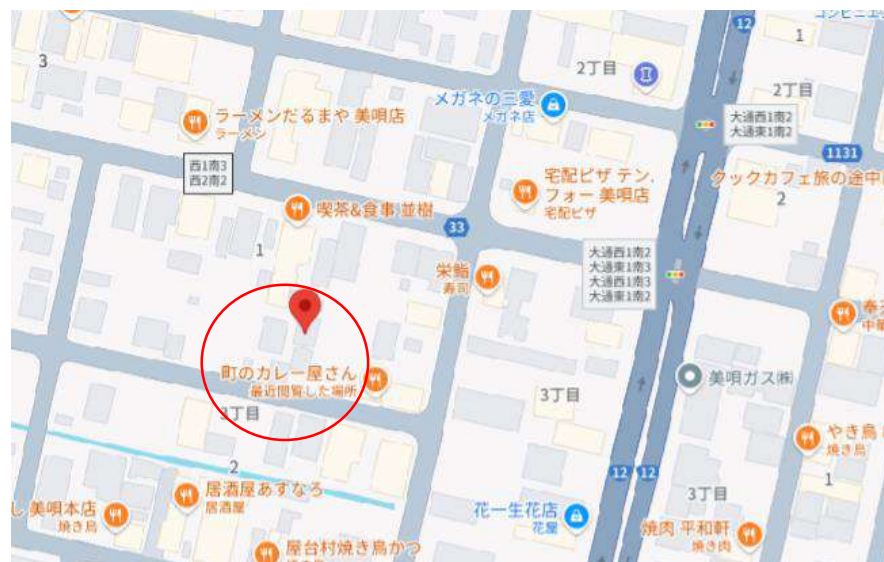 12
コンビニエ
1
3
2丁目
2丁目
メガネの三愛
メガネ店
ラーメンだるまや 美唄店
ラーメン
大通西1南2
大通東1南2
1131
西1南3
西2南2
宅配ピザ テン.
フォー 美唄店
宅配ピザ
クックカフェ旅の途中
2
喫茶&食事 並樹
33
1
大通西1南2
大通東1南3
大通西1南3
大通東1南2
栄鮨
寿司
中華
町のカレー屋さん
最近閲覧した場所
美唄ガス㈱
3丁目
3丁目
やき鳥
焼き鳥
2
12
12
1
居酒屋あすなろ
居酒屋
3丁目
し 美唄本店
焼き鳥
花一生花店
花屋
焼肉 平和軒
焼き肉
屋台村焼き鳥かつ